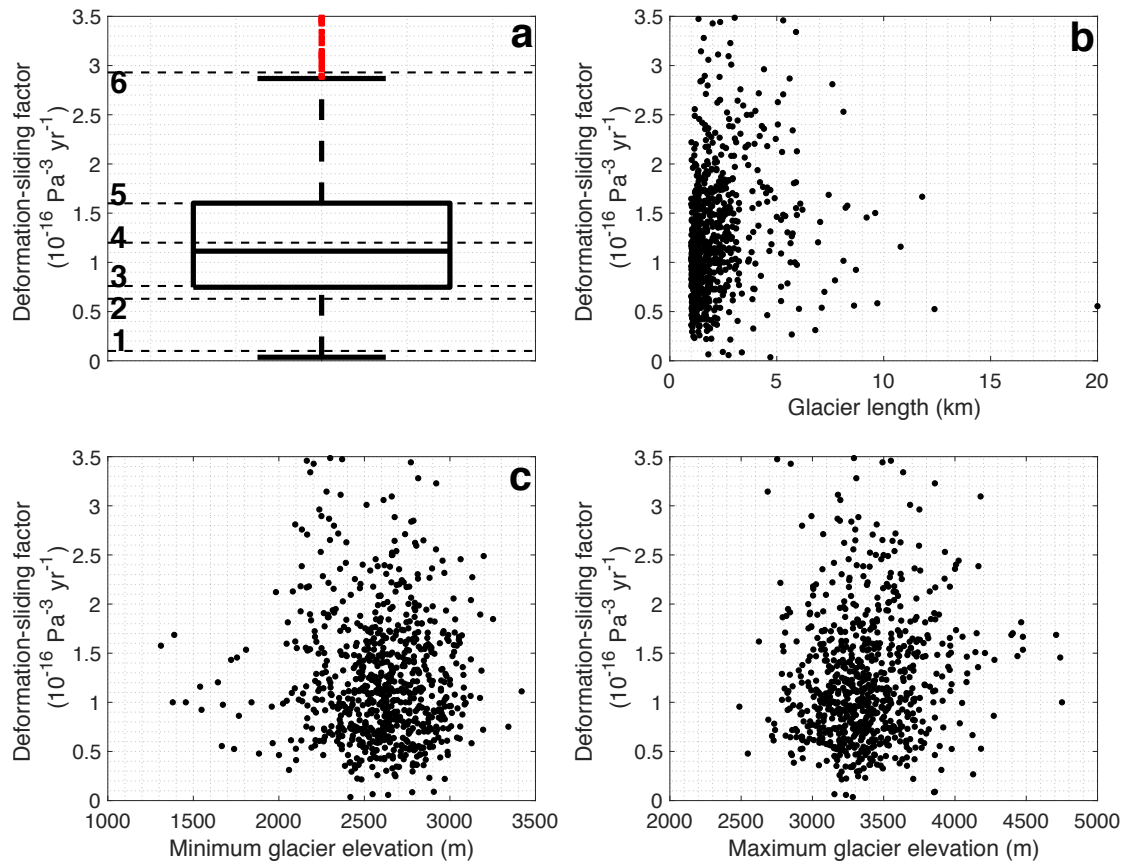 a
3.5
3
2.5
2
1.5
1
0.5
0
6
5
4
3
2
1
Deformation-sliding factor
(10⁻¹⁶ Pa⁻³ yr⁻¹)
b
3.5
3
2.5
2
1.5
1
0.5
0
Deformation-sliding factor
(10⁻¹⁶ Pa⁻³ yr⁻¹)
0 5 10 15 20
Glacier length (km)
c
3.5
3
2.5
2
1.5
1
0.5
0
Deformation-sliding factor
(10⁻¹⁶ Pa⁻³ yr⁻¹)
1000 1500 2000 2500 3000 3500
Minimum glacier elevation (m)
3.5
3
2.5
2
1.5
1
0.5
0
Deformation-sliding factor
(10⁻¹⁶ Pa⁻³ yr⁻¹)
2000 2500 3000 3500 4000 4500 5000
Maximum glacier elevation (m)